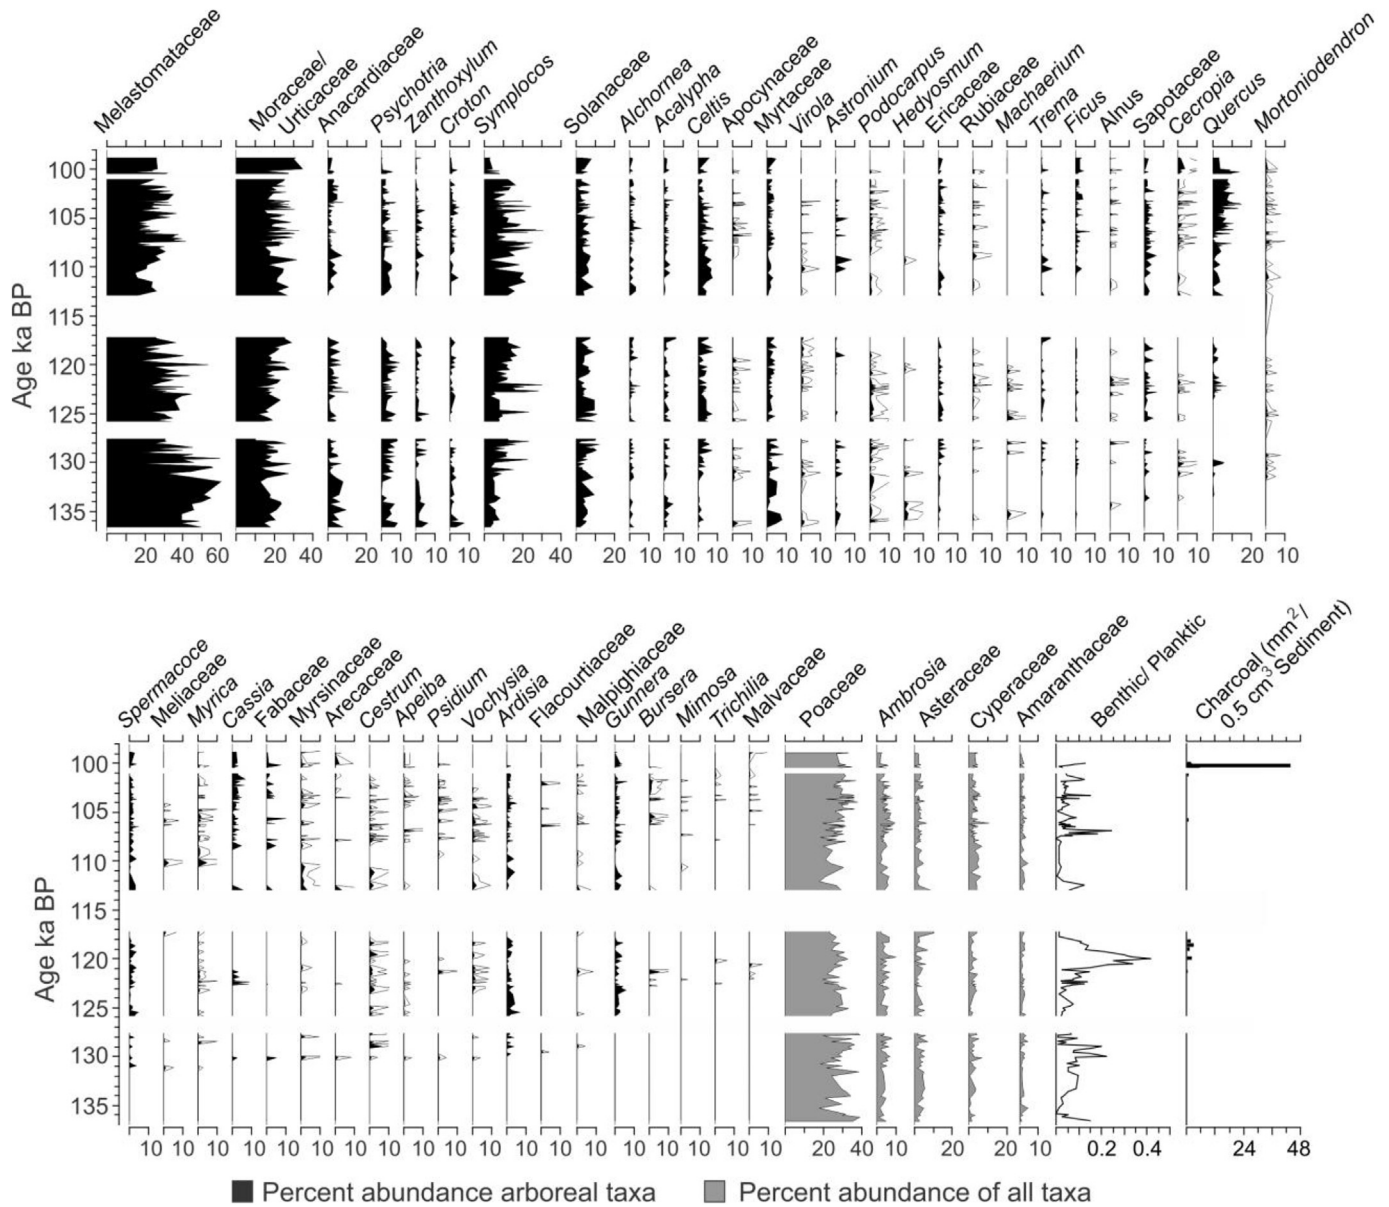 Melastomataceae
Moraceae/
Urticaceae
Anacardiaceae
Psychotria
Zanthoxylum
Croton
Symplocos
Solanaceae
Alchornea
Acalypha
Celtis
Apocynaceae
Myrtaceae
Virola
Astronium
Podocarpus
Hedyosmum
Ericaceae
Rubiaceae
Machaerium
Trema
Ficus
Alnus
Sapotaceae
Cecropia
Quercus
Mortoniodendron
Age ka BP
100
105
110
115
120
125
130
135
20 40 60 20 40 20 10 10 10 20 40 20 10 10 10 10 10 10 10 10 10 10 10 10 10 10 10 10 10 20 10
Spermacoce
Meliaceae
Myrica
Cassia
Fabaceae
Myrsinaceae
Arecaceae
Cestrum
Apeiba
Psidium
Vochysia
Ardisia
Flacourtiaceae
Malpighiaceae
Gunnera
Bursera
Mimosa
Trichilia
Malvaceae
Poaceae
Ambrosia
Asteraceae
Cyperaceae
Amaranthaceae
Benthic/ Planktic
Charcoal (mm²/
0.5 cm³ Sediment)
Age ka BP
100
105
110
115
120
125
130
135
10 10 10 10 10 10 10 10 10 10 10 10 10 10 10 10 10 10 10 20 40 10 20 20 10 0.2 0.4 24 48
Percent abundance arboreal taxa
Percent abundance of all taxa